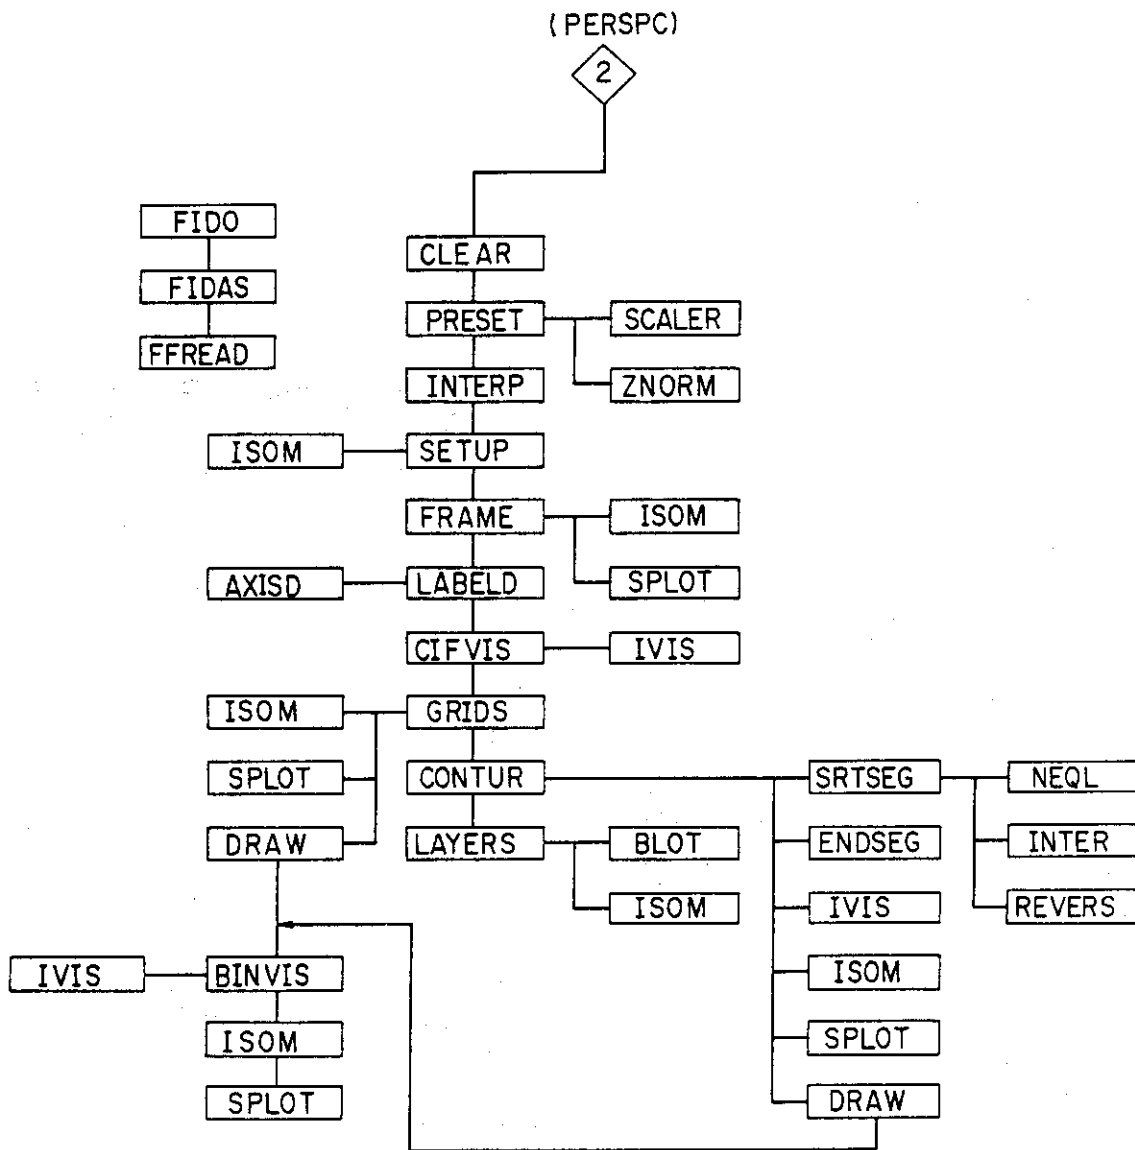 (PERSPC)
2
FIDO
CLEAR
FIDAS
PRESET
SCALER
FFREAD
INTERP
ZNORM
ISOM
SETUP
FRAME
ISOM
AXISD
LABELD
SPLOT
CIFVIS
IVIS
ISOM
GRIDS
SPLOT
CONTUR
SRTSEG
NEQL
DRAW
LAYERS
BLOT
ENDSEG
INTER
ISOM
IVIS
REVERS
IVIS
BINVIS
ISOM
ISOM
SPLOT
SPLOT
DRAW